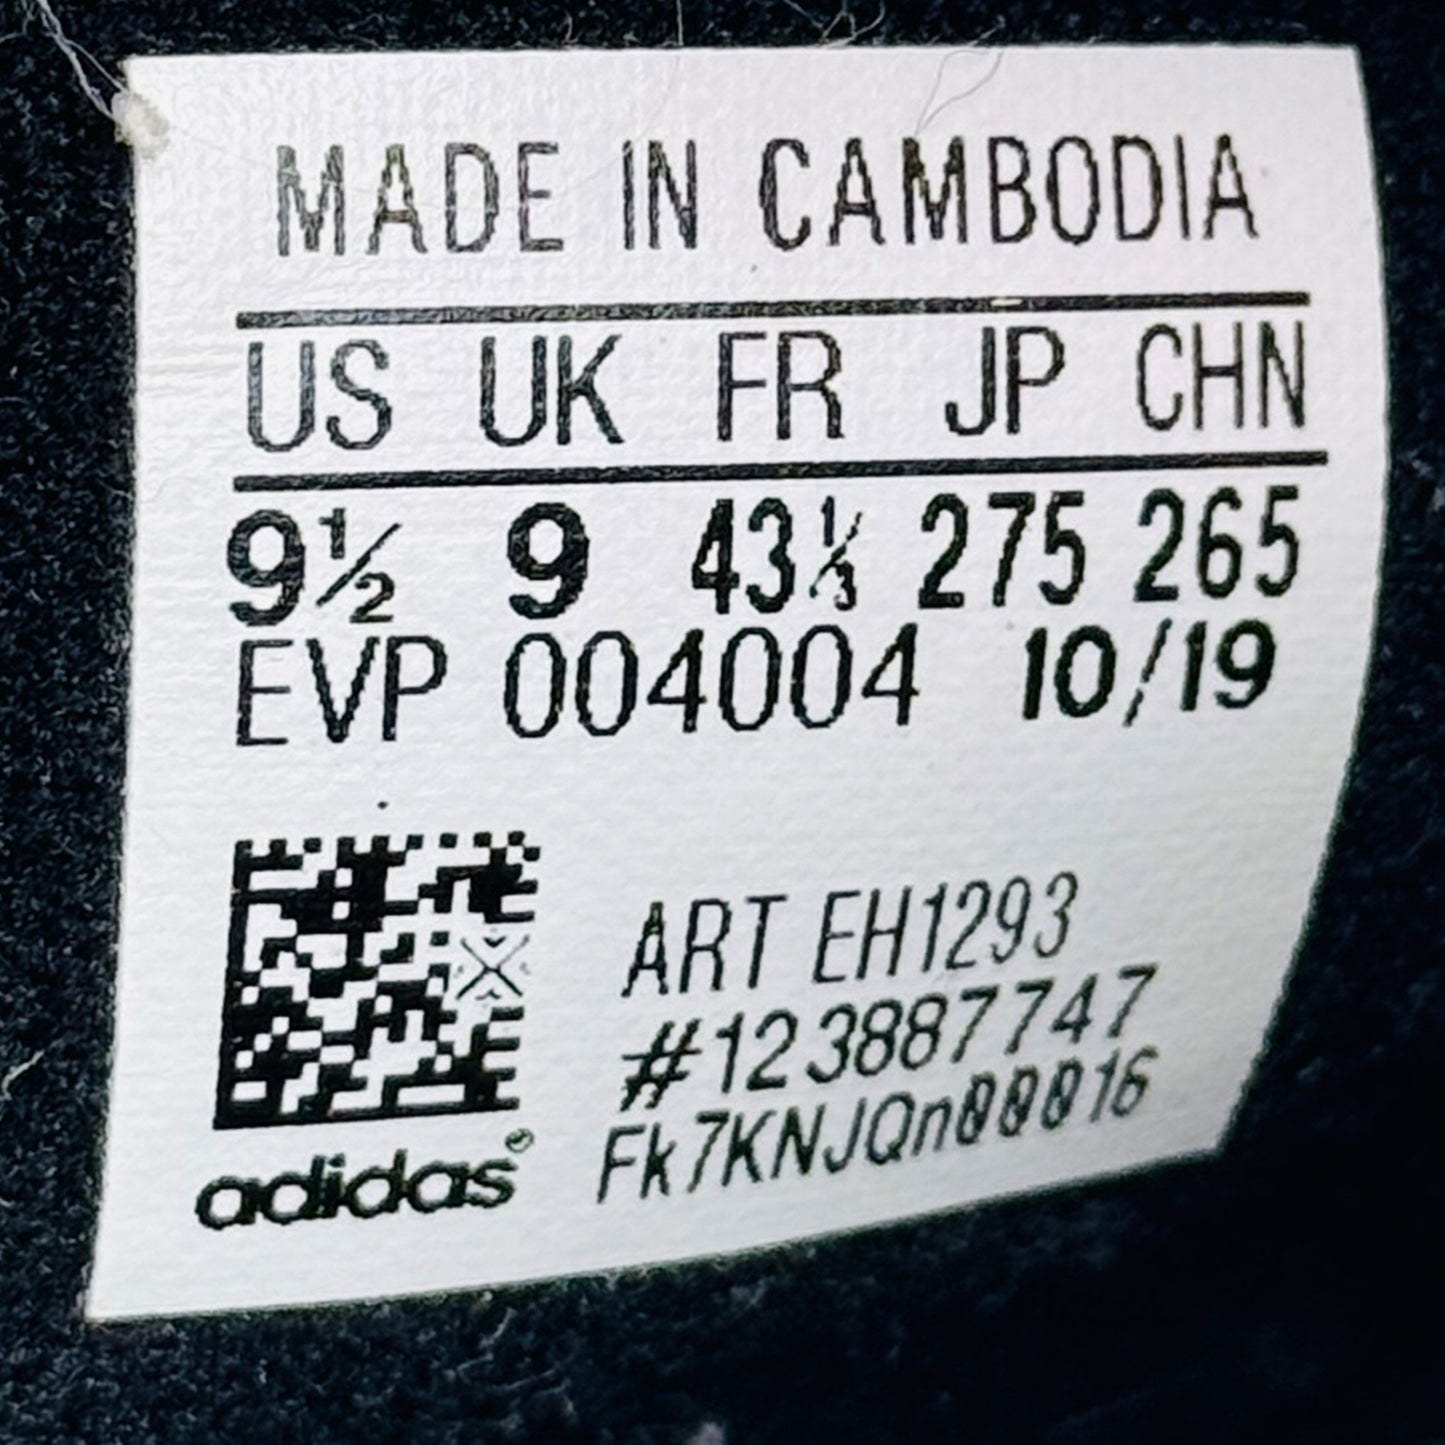 MADE IN CAMBODIA
US UK FR JP CHN
9½ 9 43⅓ 275 265
EVP 004004 10/19
ART EH1293
#123887747
Fk7KNJQn00016
adidas